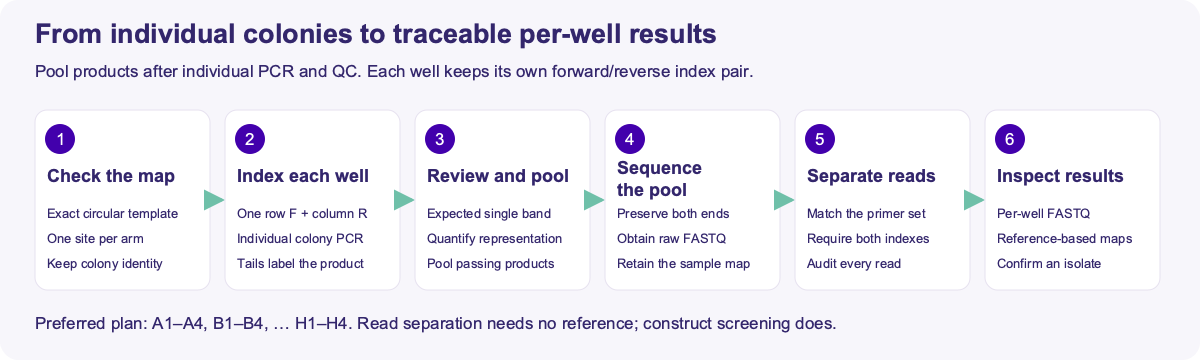 From individual colonies to traceable per-well results
Pool products after individual PCR and QC. Each well keeps its own forward/reverse index pair.
1
Check the map
Exact circular template
One site per arm
Keep colony identity
2
Index each well
One row F + column R
Individual colony PCR
Tails label the product
3
Review and pool
Expected single band
Quantify representation
Pool passing products
4
Sequence
the pool
Preserve both ends
Obtain raw FASTQ
Retain the sample map
5
Separate reads
Match the primer set
Require both indexes
Audit every read
6
Inspect results
Per-well FASTQ
Reference-based maps
Confirm an isolate
Preferred plan: A1–A4, B1–B4, … H1–H4. Read separation needs no reference; construct screening does.